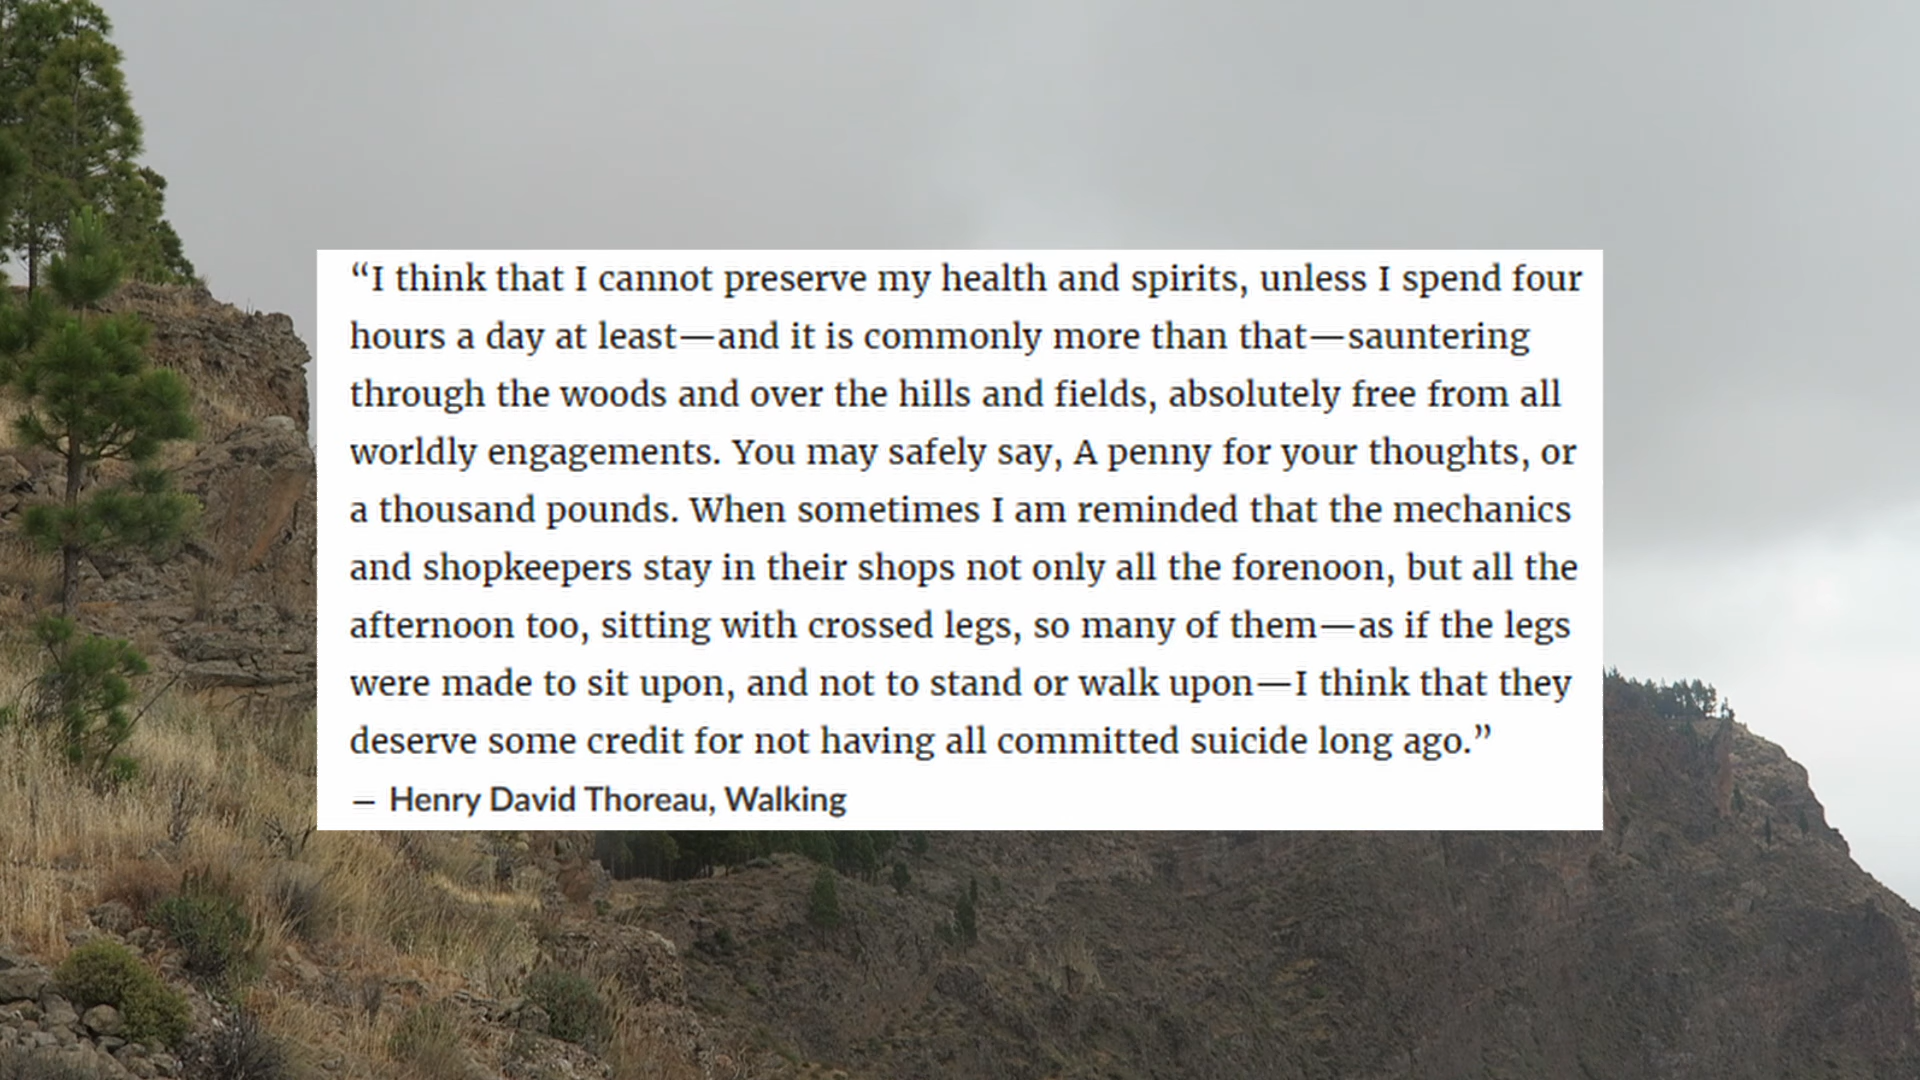 “I think that I cannot preserve my health and spirits, unless I spend four
hours a day at least—and it is commonly more than that—sauntering
through the woods and over the hills and fields, absolutely free from all
worldly engagements. You may safely say, A penny for your thoughts, or
a thousand pounds. When sometimes I am reminded that the mechanics
and shopkeepers stay in their shops not only all the forenoon, but all the
afternoon too, sitting with crossed legs, so many of them—as if the legs
were made to sit upon, and not to stand or walk upon—I think that they
deserve some credit for not having all committed suicide long ago.”
– Henry David Thoreau, Walking